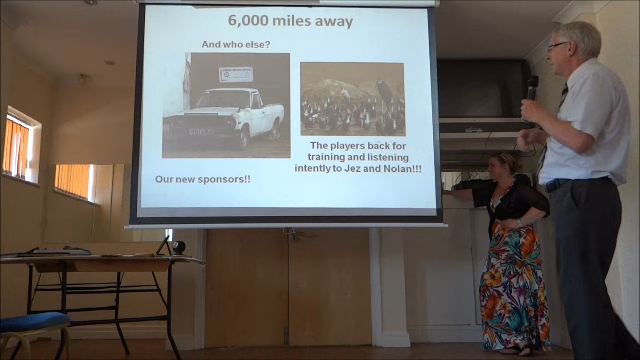 6,000 miles away
And who else?
The players back for
training and listening
intently to Jez and Nolan!!!
Our new sponsors!!